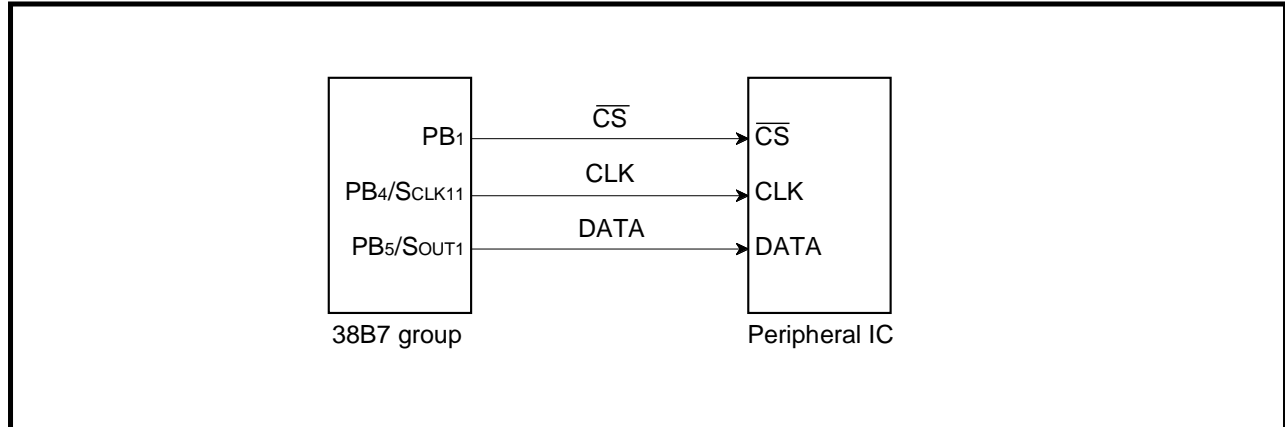 CS
PB1 CS
CLK
PB4/SCLK11 CLK
DATA
PB5/SOUT1 DATA
38B7 group Peripheral IC